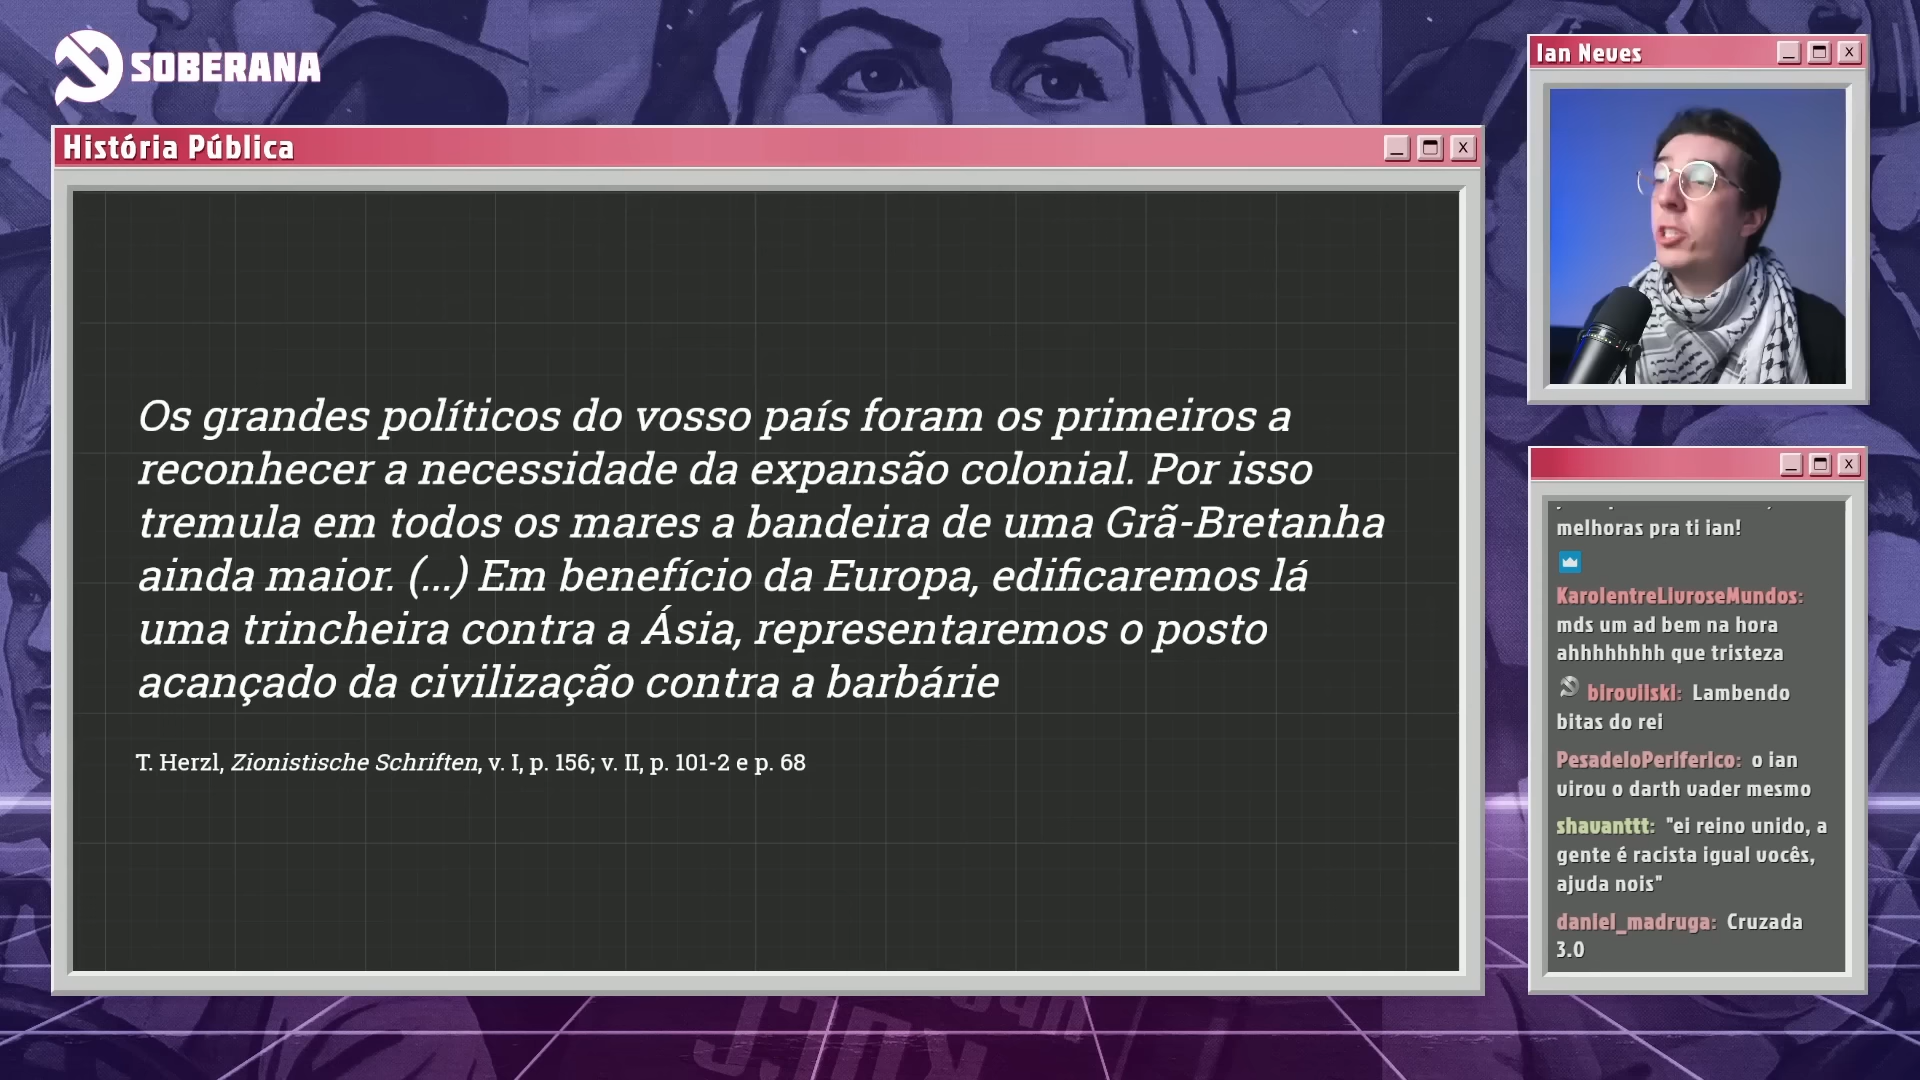 SOBERANA
História Pública
Os grandes políticos do vosso país foram os primeiros a
reconhecer a necessidade da expansão colonial. Por isso
tremula em todos os mares a bandeira de uma Grã-Bretanha
ainda maior. (...) Em benefício da Europa, edificaremos lá
uma trincheira contra a Ásia, representaremos o posto
acançado da civilização contra a barbárie
T. Herzl, Zionistische Schriften, v. I, p. 156; v. II, p. 101-2 e p. 68
Ian Neves
melhoras pra ti ian!
KarolentreLivroseMundos:
mds um ad bem na hora
ahhhhhhhh que tristeza
birouliski: Lambendo
bitas do rei
PesadeloPeriferico: o ian
virou o darth vader mesmo
shavanttt: "ei reino unido, a
gente é racista igual vocês,
ajuda nois"
daniel_madruga: Cruzada
3.0